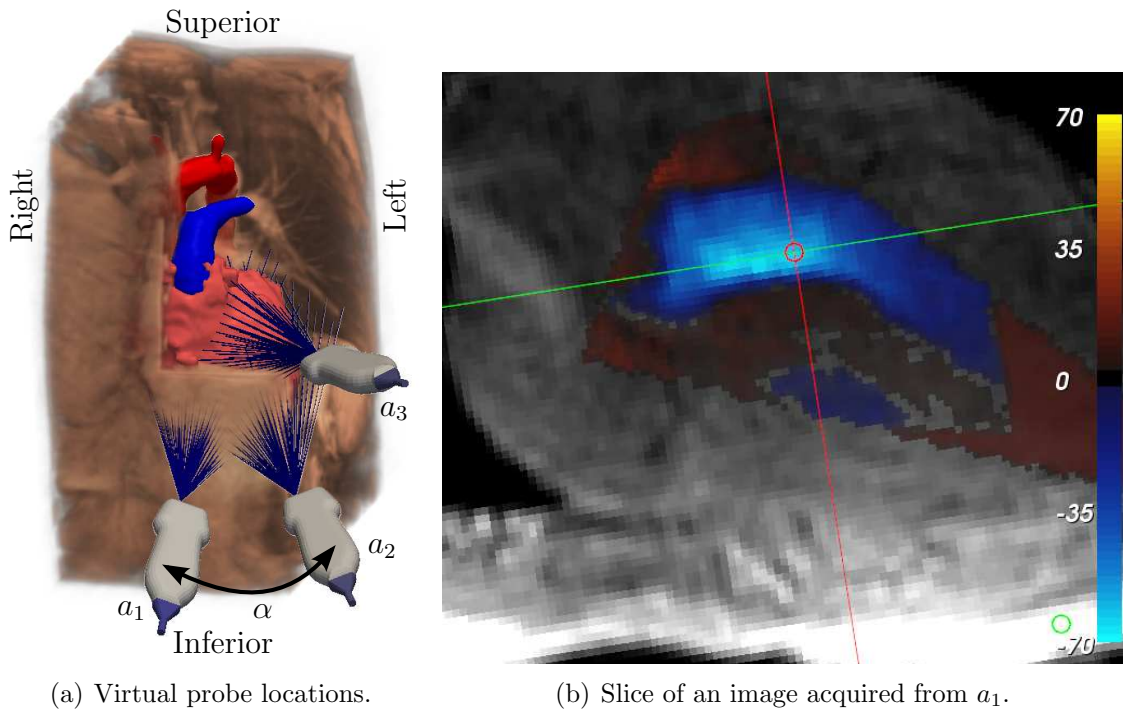 Superior
Right
Left
a3
a2
a1
α
Inferior
70
35
0
-35
-70
(a) Virtual probe locations.
(b) Slice of an image acquired from a1.